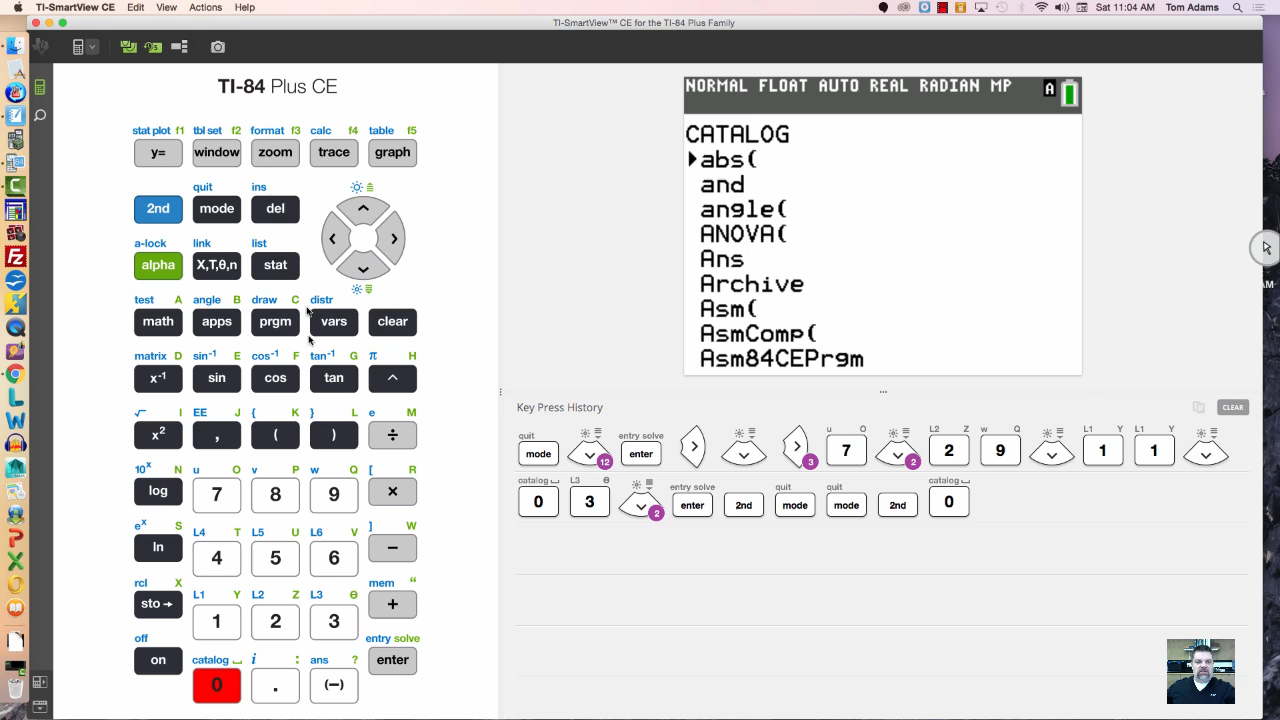 TI-SmartView CE Edit View Actions Help Sat 11:04 AM Tom Adams
TI-SmartView™ CE for the TI-84 Plus Family
TI-84 Plus CE
stat plot f1 tbl set f2 format f3 calc f4 table f5
y= window zoom trace graph
quit ins
2nd mode del
a-lock link list
alpha X,T,θ,n stat
test A angle B draw C distr
math apps prgm vars clear
matrix D sin-1 E cos-1 F tan-1 G π H
x-1 sin cos tan ^
√ I EE J { K } L e M
x2 , ( ) ÷
10x N u O v P w Q [ R
log 7 8 9 ×
ex S L4 T L5 U L6 V ] W
ln 4 5 6 −
rcl X L1 Y L2 Z L3 θ mem “
sto→ 1 2 3 +
off catalog ⎵ i : ans ? entry solve
on 0 . (−) enter
NORMAL FLOAT AUTO REAL RADIAN MP A
CATALOG
▶abs(
and
angle(
ANOVA(
Ans
Archive
Asm(
AsmComp(
Asm84CEPrgm
Key Press History CLEAR
quit entry solve u O L2 Z w Q L1 Y L1 Y
mode 12 enter 3 7 2 2 9 1 1
catalog ⎵ L3 θ entry solve quit quit catalog ⎵
0 3 2 enter 2nd mode mode 2nd 0
AM